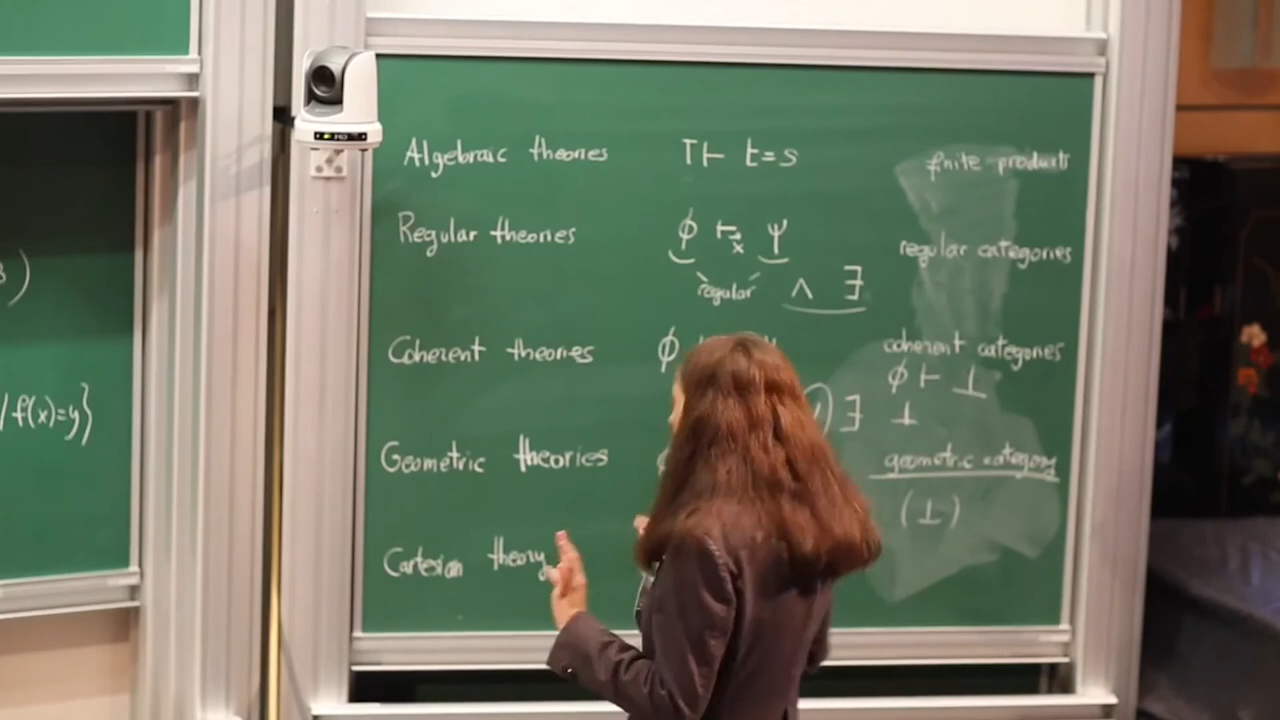 Algebraic theories T⊢ t=s finite products
Regular theories ϕ ⊢x⃗ ψ regular categories
regular ∧ ∃
Coherent theories ϕ coherent categories
ϕ ⊢ ⊥
∃ ⊥
Geometric theories geometric category
(⊥)
Cartesian theory
)
/f(x)=y}